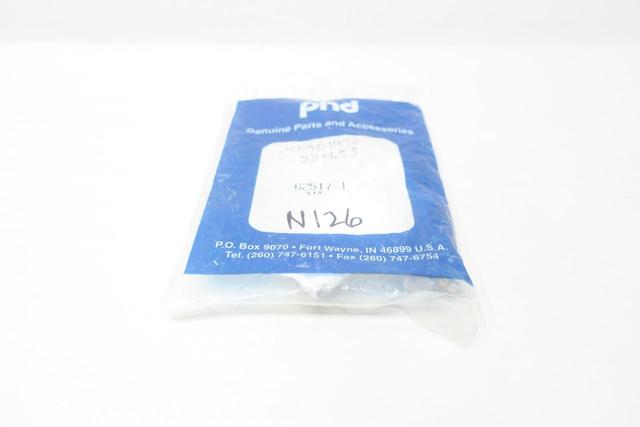 phd
Genuine Parts and Accessories
62517-1
N126
P.O. Box 9070 • Fort Wayne, IN 46899 U.S.A.
Tel. (260) 747-6151 • Fax (260) 747-6754